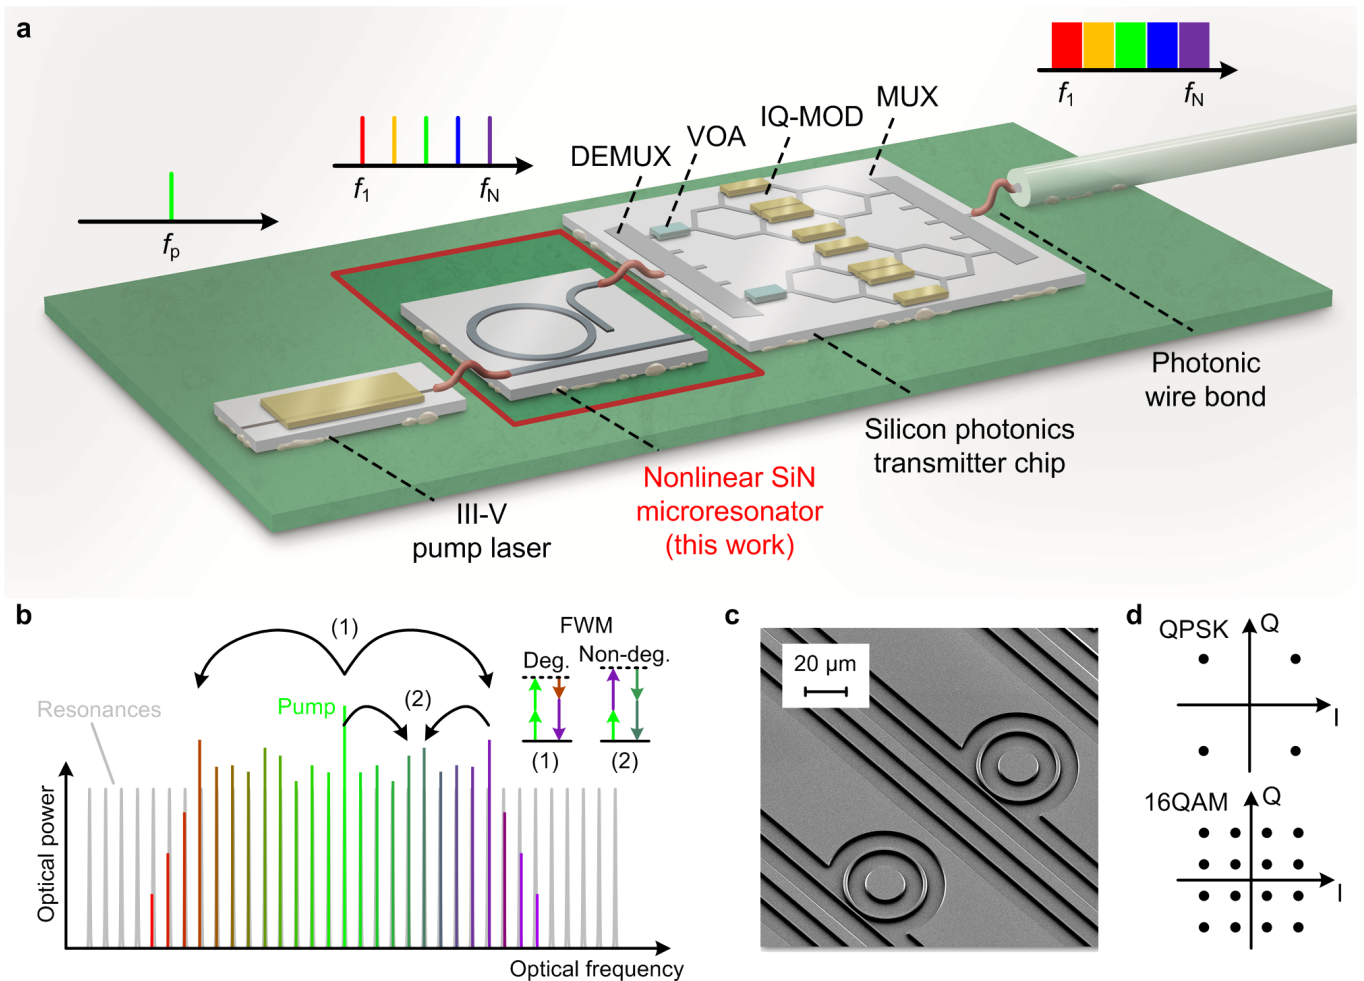 a
f1
fN
MUX
IQ-MOD
VOA
DEMUX
f1
fN
fp
Photonic
wire bond
Silicon photonics
transmitter chip
Nonlinear SiN
microresonator
(this work)
III-V
pump laser
b
(1)
FWM
Deg.
Non-deg.
(2)
Resonances
Pump
(1)
(2)
Optical power
Optical frequency
c
20 µm
d
QPSK
Q
I
16QAM
Q
I